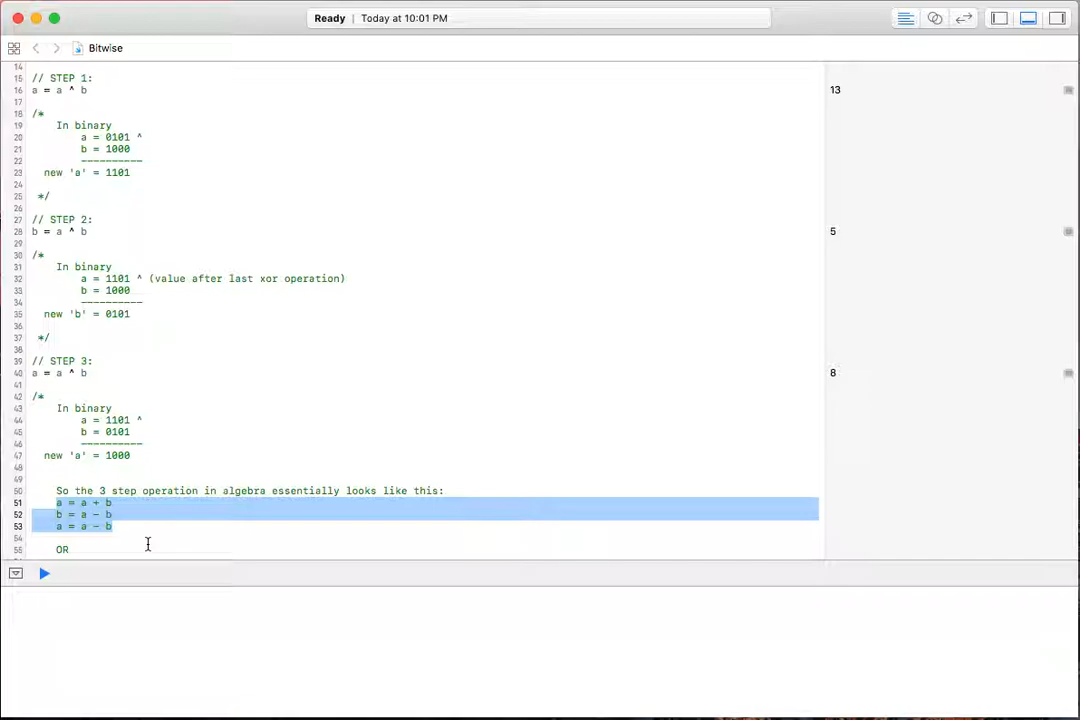 Ready | Today at 10:01 PM
Bitwise
14
15 // STEP 1:
16 a = a ^ b 13
17
18 /*
19 In binary
20 a = 0101 ^
21 b = 1000
22 ----------
23 new 'a' = 1101
24
25 */
26
27 // STEP 2:
28 b = a ^ b 5
29
30 /*
31 In binary
32 a = 1101 ^ (value after last xor operation)
33 b = 1000
34 ----------
35 new 'b' = 0101
36
37 */
38
39 // STEP 3:
40 a = a ^ b 8
41
42 /*
43 In binary
44 a = 1101 ^
45 b = 0101
46 ----------
47 new 'a' = 1000
48
49
50 So the 3 step operation in algebra essentially looks like this:
51 a = a + b
52 b = a - b
53 a = a - b
54
55 OR